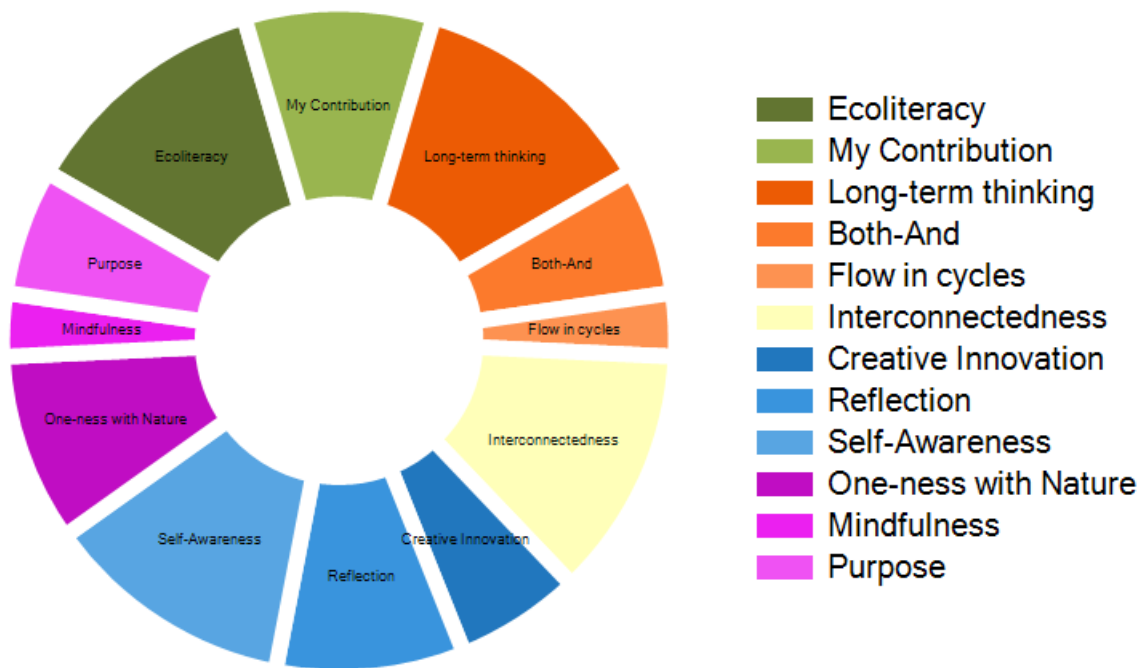 My Contribution
Ecoliteracy
Long-term thinking
Purpose
Both-And
Mindfulness
Flow in cycles
One-ness with Nature
Interconnectedness
Self-Awareness
Creative Innovation
Reflection
Ecoliteracy
My Contribution
Long-term thinking
Both-And
Flow in cycles
Interconnectedness
Creative Innovation
Reflection
Self-Awareness
One-ness with Nature
Mindfulness
Purpose